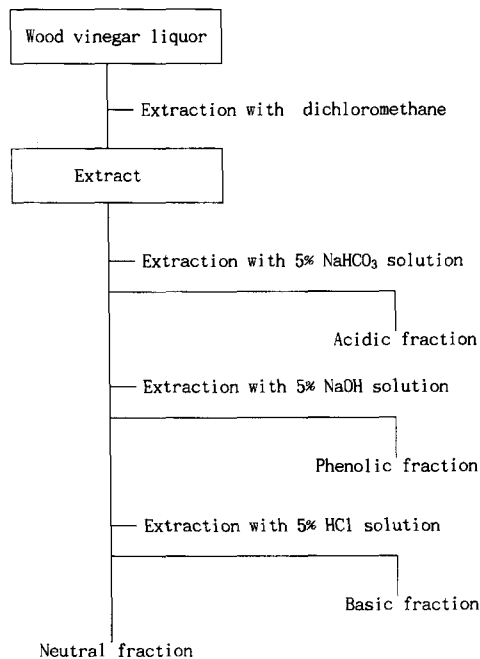 Wood vinegar liquor
Extraction with dichloromethane
Extract
Extraction with 5% NaHCO₃ solution
Acidic fraction
Extraction with 5% NaOH solution
Phenolic fraction
Extraction with 5% HCl solution
Basic fraction
Neutral fraction